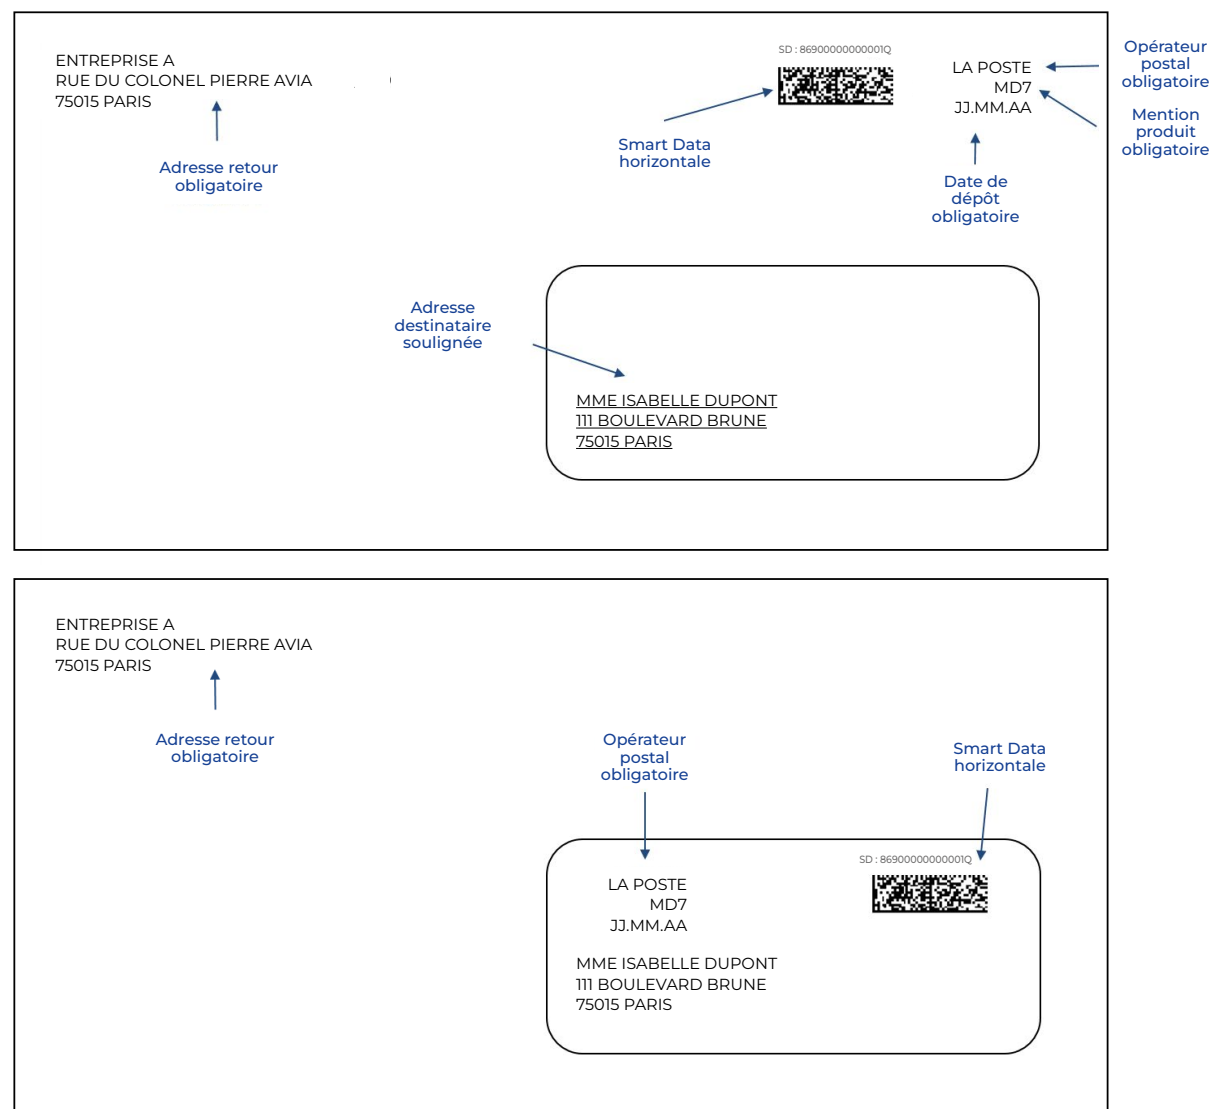 ENTREPRISE A
RUE DU COLONEL PIERRE AVIA
75015 PARIS
Adresse retour
obligatoire
SD : 86900000000001Q
Smart Data
horizontale
LA POSTE
MD7
JJ.MM.AA
Opérateur
postal
obligatoire
Mention
produit
obligatoire
Date de
dépôt
obligatoire
Adresse
destinataire
soulignée
MME ISABELLE DUPONT
111 BOULEVARD BRUNE
75015 PARIS
ENTREPRISE A
RUE DU COLONEL PIERRE AVIA
75015 PARIS
Adresse retour
obligatoire
Opérateur
postal
obligatoire
Smart Data
horizontale
SD : 86900000000001Q
LA POSTE
MD7
JJ.MM.AA
MME ISABELLE DUPONT
111 BOULEVARD BRUNE
75015 PARIS